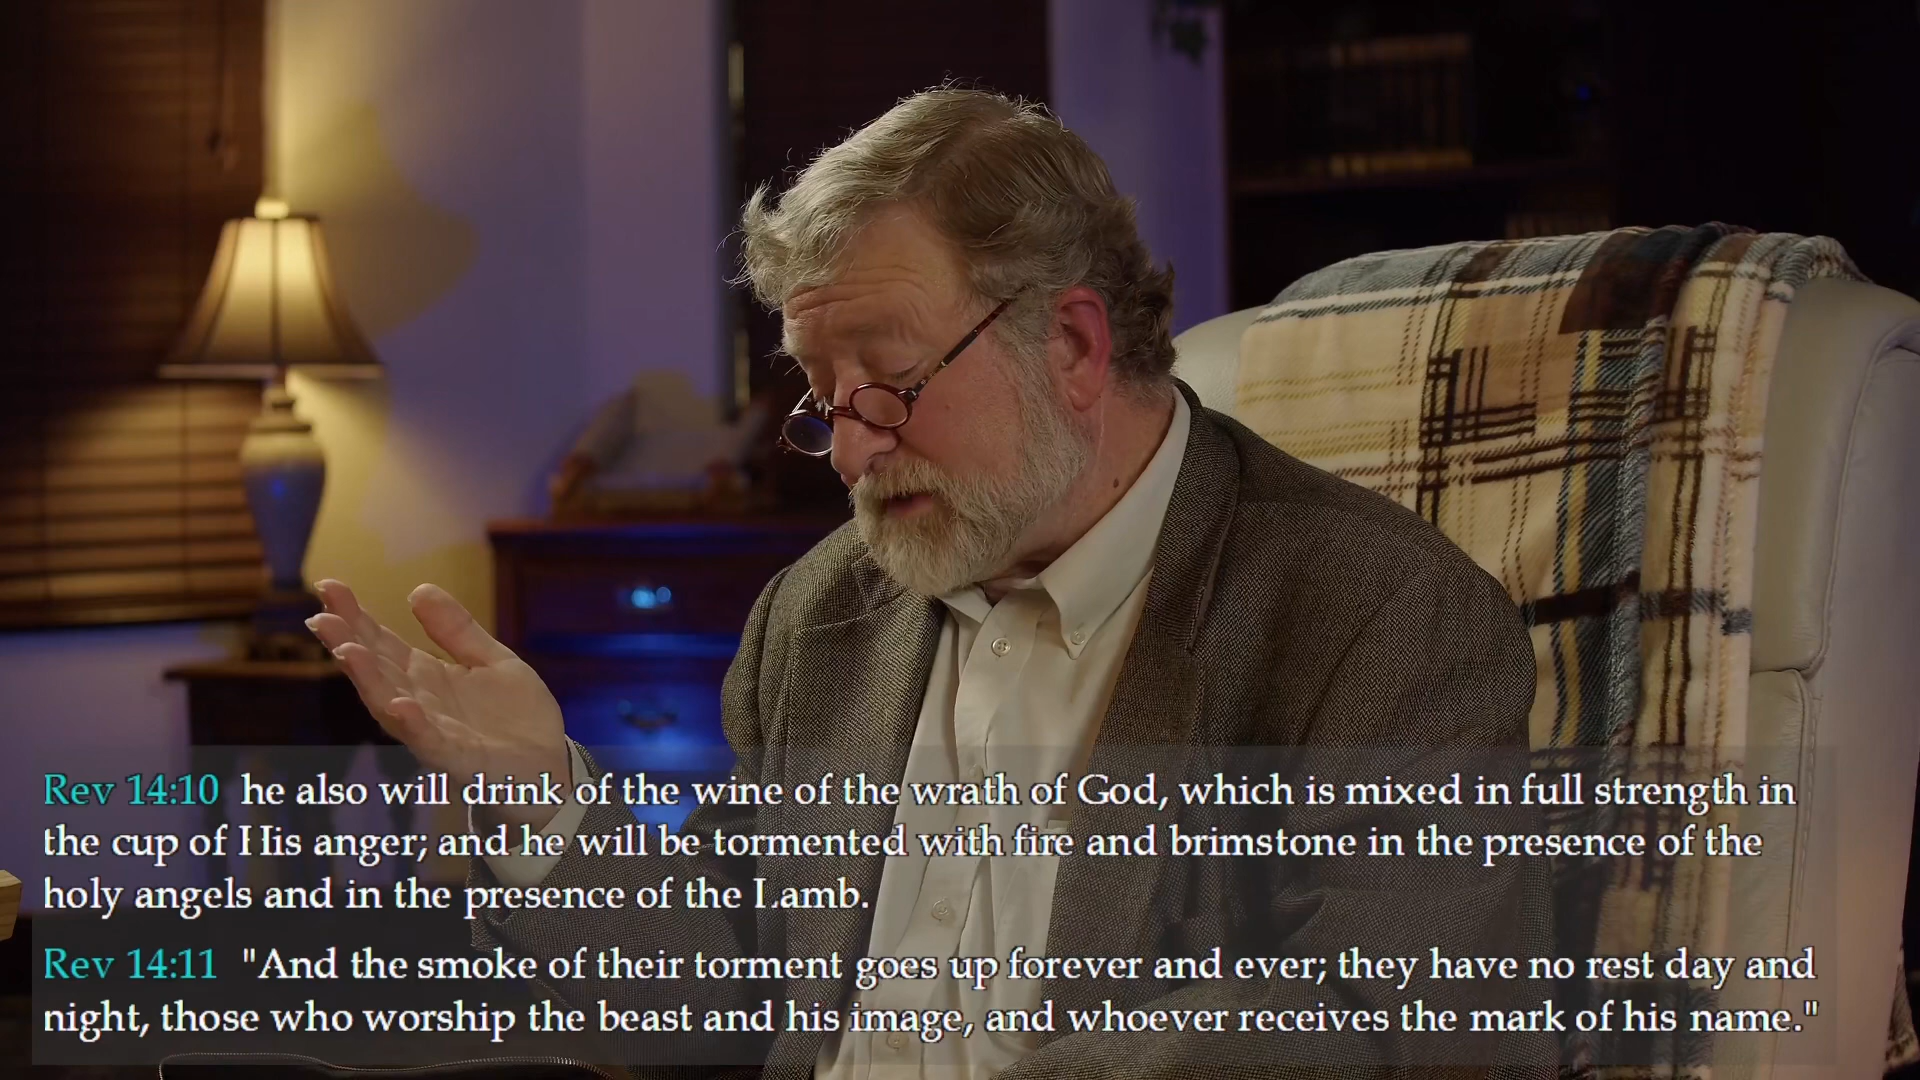 Rev 14:10 he also will drink of the wine of the wrath of God, which is mixed in full strength in
the cup of His anger; and he will be tormented with fire and brimstone in the presence of the
holy angels and in the presence of the Lamb.
Rev 14:11 "And the smoke of their torment goes up forever and ever; they have no rest day and
night, those who worship the beast and his image, and whoever receives the mark of his name."